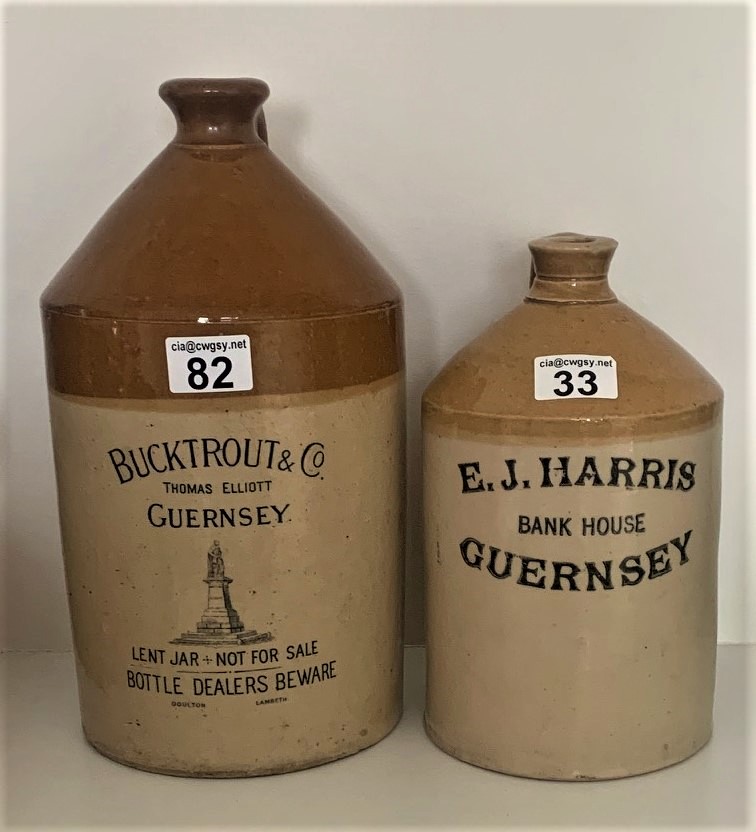 cia@cwgsy.net
82
BUCKTROUT & Co.
THOMAS ELLIOTT
GUERNSEY.
LENT JAR + NOT FOR SALE
BOTTLE DEALERS BEWARE
DOULTON LAMBETH
cia@cwgsy.net
33
E. J. HARRIS
BANK HOUSE
GUERNSEY